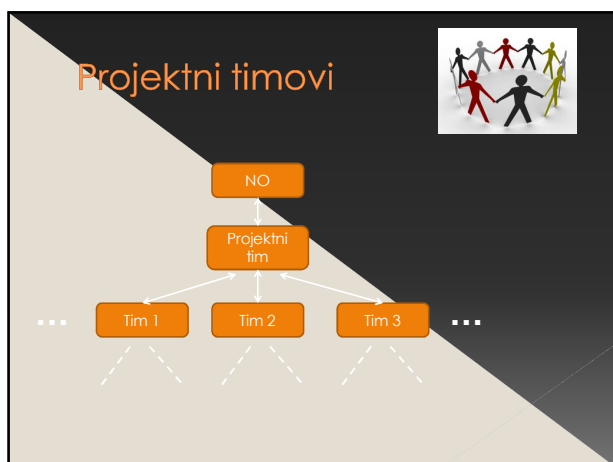 Projektni timovi
NO
Projektni
tim
... Tim 1 Tim 2 Tim 3 ...